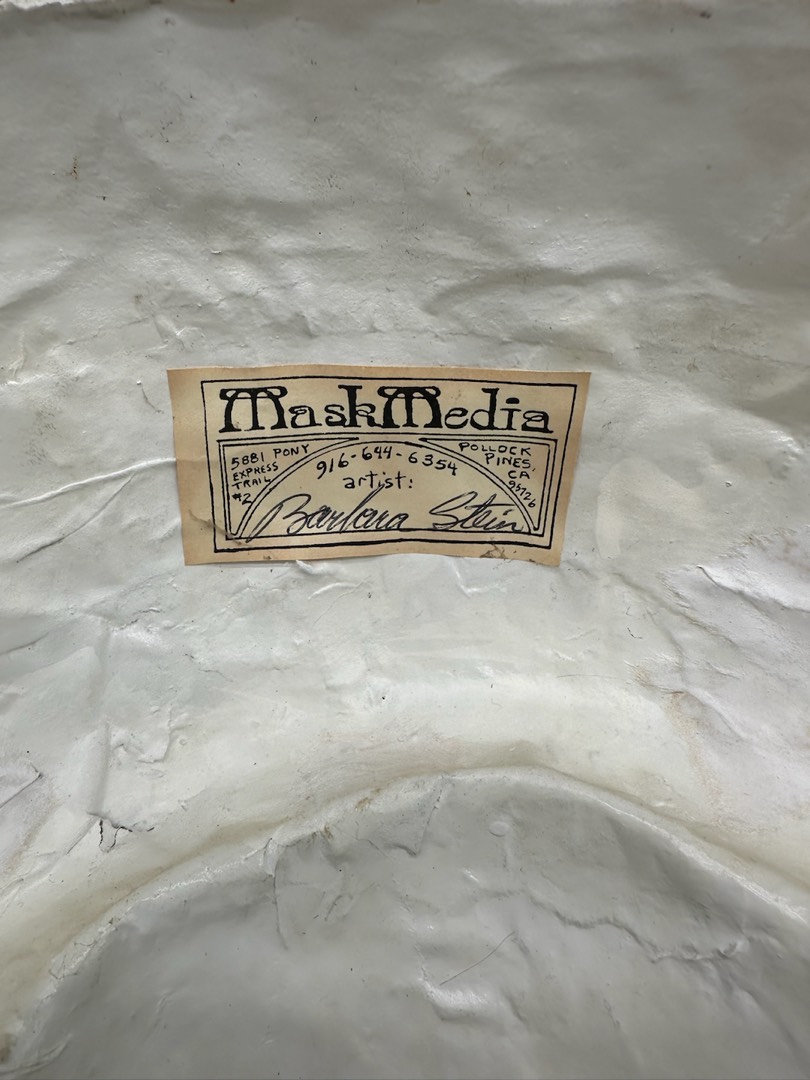 MaskMedia
5881 PONY
EXPRESS
TRAIL
#2
916-644-6354
artist:
Barbara Stein
POLLOCK
PINES,
CA
95726